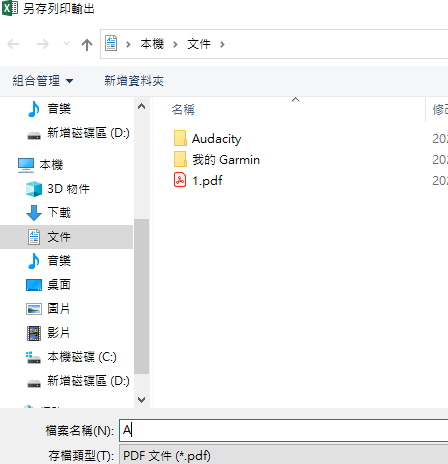 另存列印輸出
本機 > 文件 >
組合管理 新增資料夾
名稱
音樂
新增磁碟區 (D:)
本機
3D 物件
下載
文件
音樂
桌面
圖片
影片
本機磁碟 (C:)
新增磁碟區 (D:)
Audacity
我的 Garmin
1.pdf
檔案名稱(N): A
存檔類型(T): PDF 文件 (*.pdf)